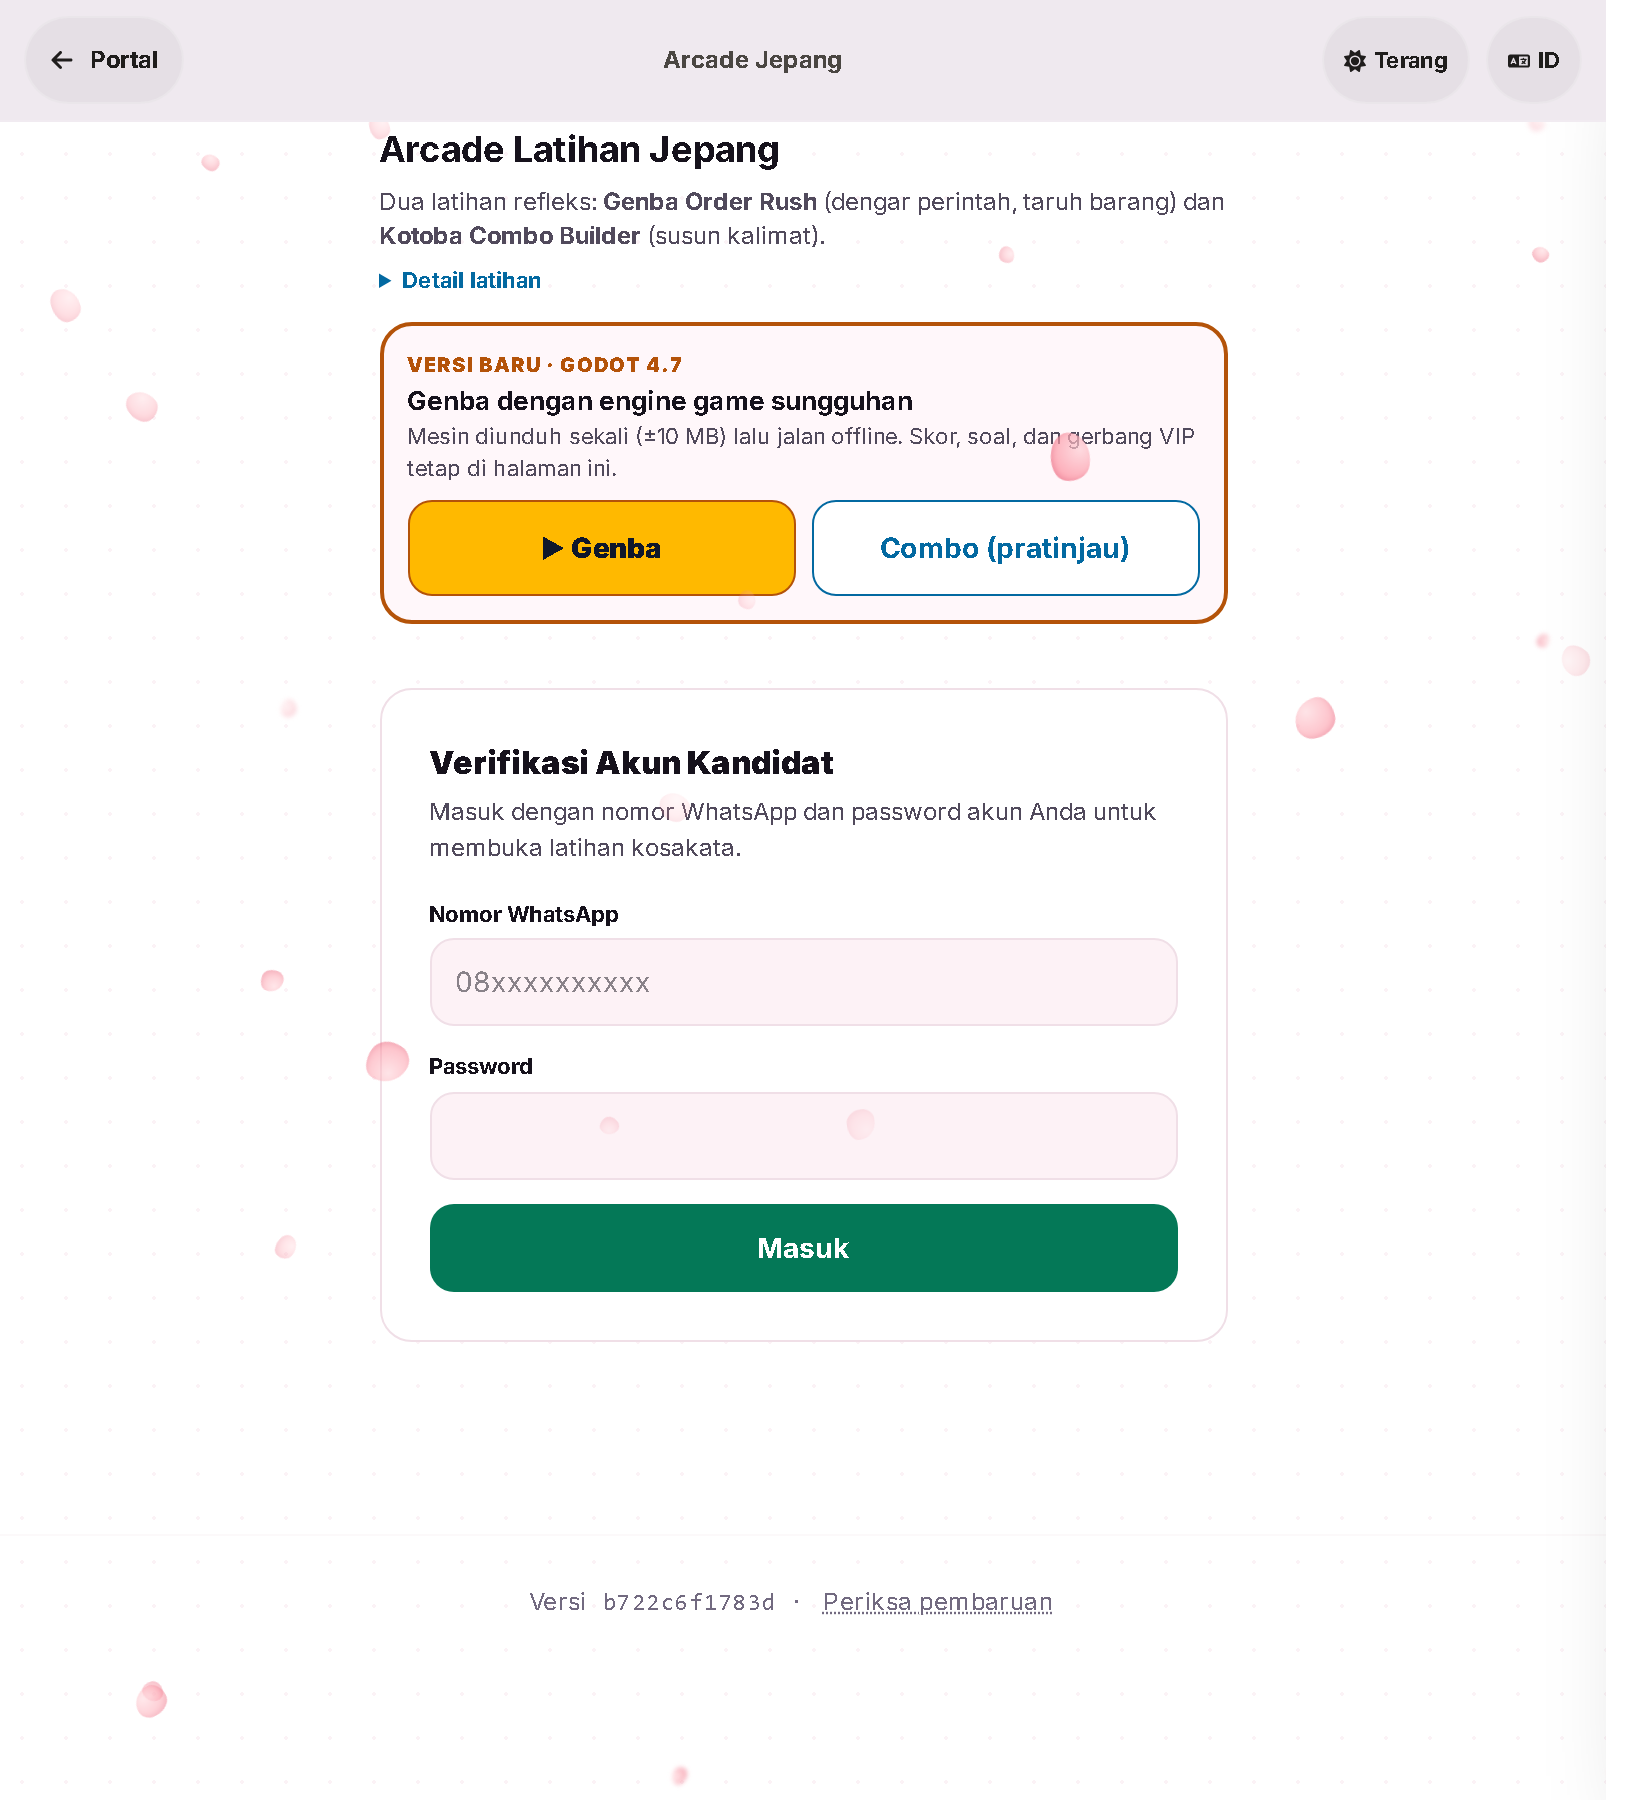 Portal
Arcade Jepang
Terang
ID
Arcade Latihan Jepang
Dua latihan refleks: Genba Order Rush (dengar perintah, taruh barang) dan
Kotoba Combo Builder (susun kalimat).
▶ Detail latihan
VERSI BARU · GODOT 4.7
Genba dengan engine game sungguhan
Mesin diunduh sekali (±10 MB) lalu jalan offline. Skor, soal, dan gerbang VIP
tetap di halaman ini.
▶ Genba
Combo (pratinjau)
Verifikasi Akun Kandidat
Masuk dengan nomor WhatsApp dan password akun Anda untuk
membuka latihan kosakata.
Nomor WhatsApp
08xxxxxxxxxx
Password
Masuk
Versi b722c6f1783d · Periksa pembaruan